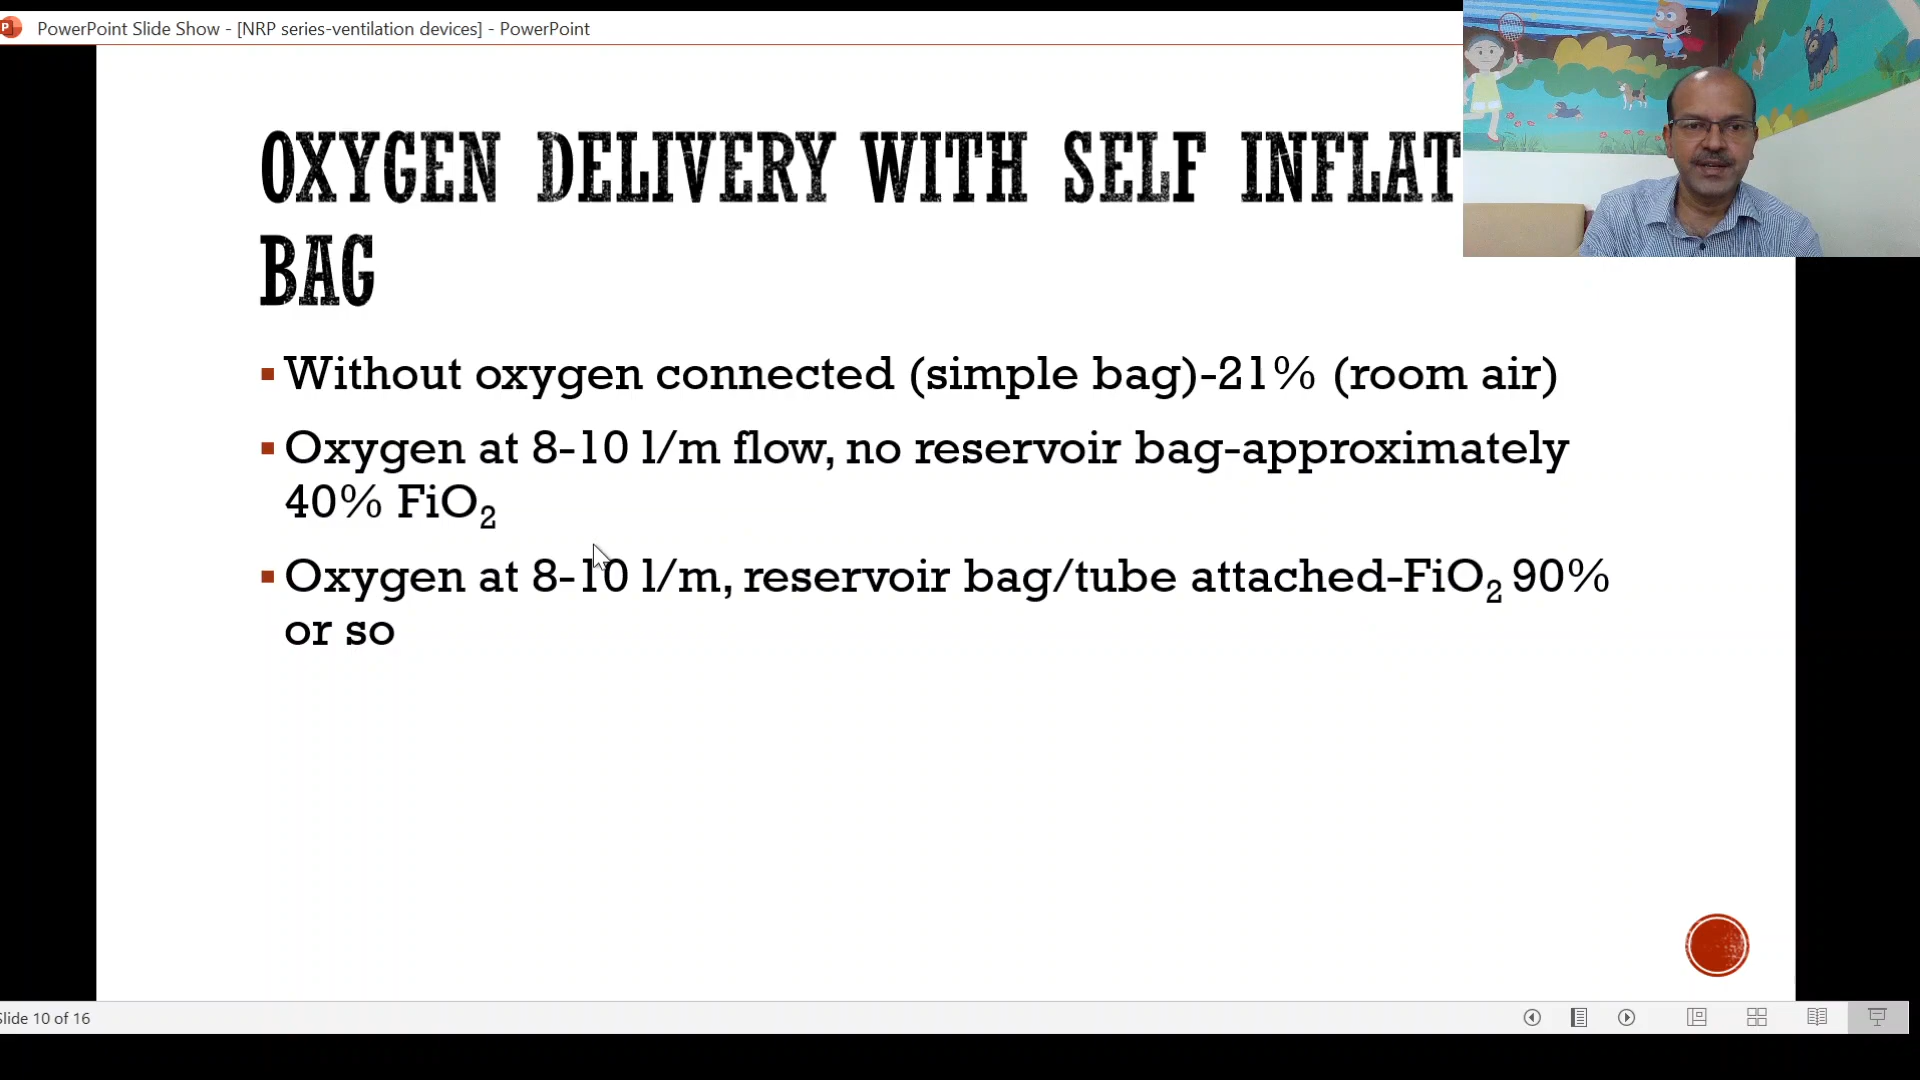 PowerPoint Slide Show - [NRP series-ventilation devices] - PowerPoint
OXYGEN DELIVERY WITH SELF INFLAT
BAG
Without oxygen connected (simple bag)-21% (room air)
Oxygen at 8-10 l/m flow, no reservoir bag-approximately
40% FiO₂
Oxygen at 8-10 l/m, reservoir bag/tube attached-FiO₂ 90%
or so
Slide 10 of 16